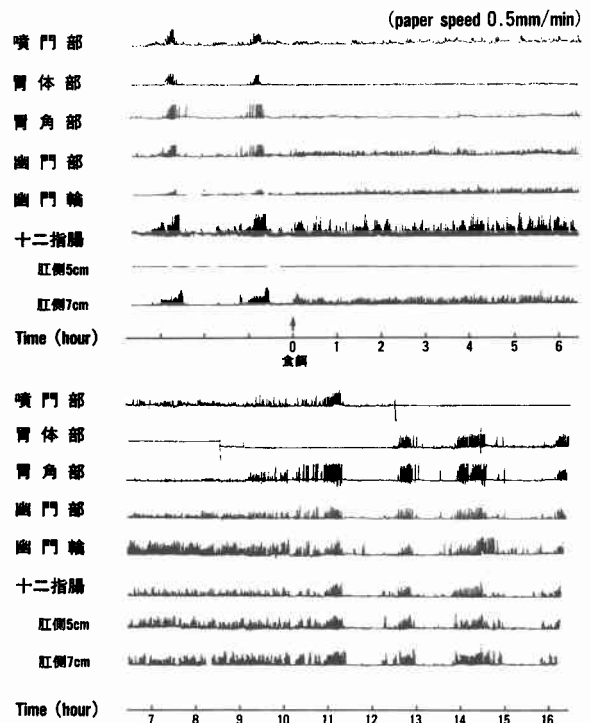 (paper speed 0.5mm/min)
噴門部
胃体部
胃角部
幽門部
幽門輪
十二指腸
肛側5cm
肛側7cm
Time (hour)
0 1 2 3 4 5 6
食餌
噴門部
胃体部
胃角部
幽門部
幽門輪
十二指腸
肛側5cm
肛側7cm
Time (hour)
7 8 9 10 11 12 13 14 15 16